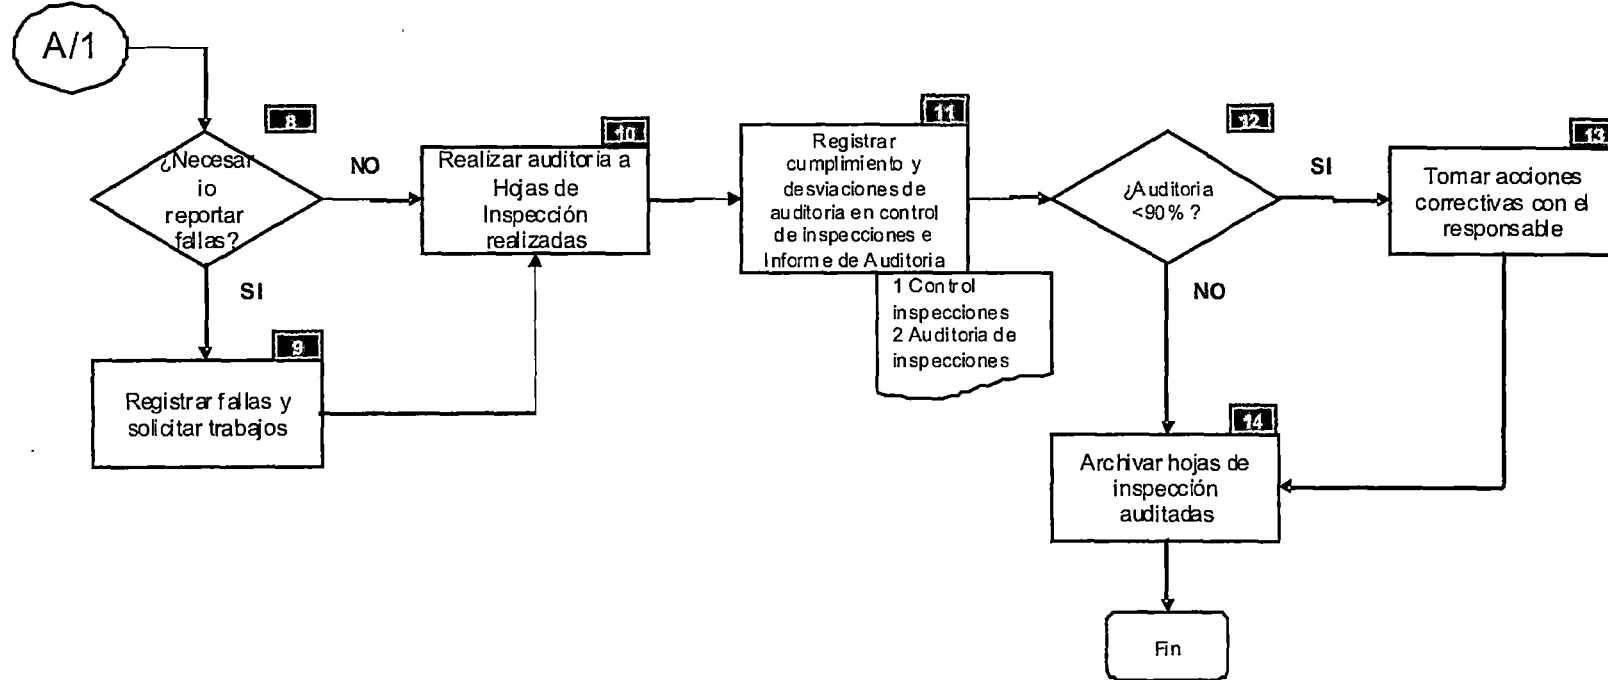 A/1
8
¿Necesar
io
reportar
fallas?
NO
SI
9
Registrar fallas y
solicitar trabajos
10
Realizar auditoria a
Hojas de
Inspección
realizadas
11
Registrar
cumplimiento y
desviaciones de
auditoria en control
de inspecciones e
Informe de Auditoria
1 Control
inspecciones
2 Auditoria de
inspecciones
12
¿Auditoria
<90% ?
SI
NO
13
Tomar acciones
correctivas con el
responsable
14
Archivar hojas de
inspección
auditadas
Fin